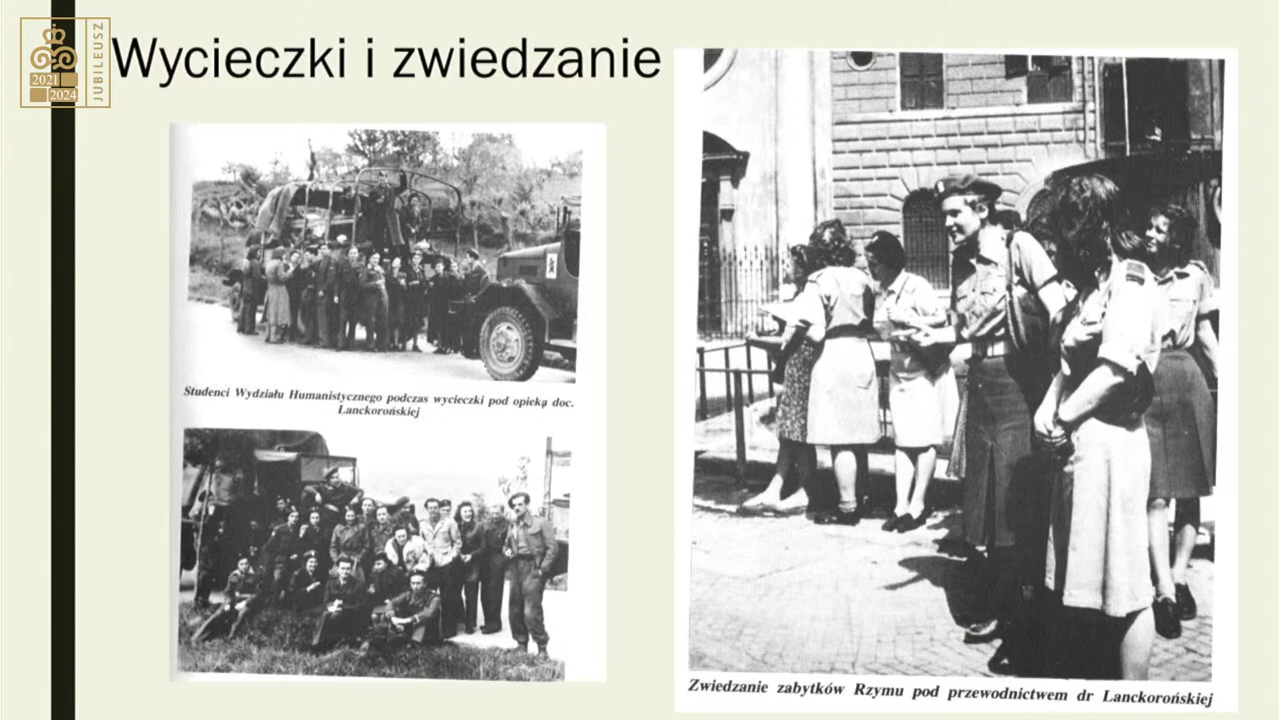 Wycieczki i zwiedzanie
2021
2024
JUBILEUSZ
Studenci Wydziału Humanistycznego podczas wycieczki pod opieką doc.
Lanckorońskiej
Zwiedzanie zabytków Rzymu pod przewodnictwem dr Lanckorońskiej